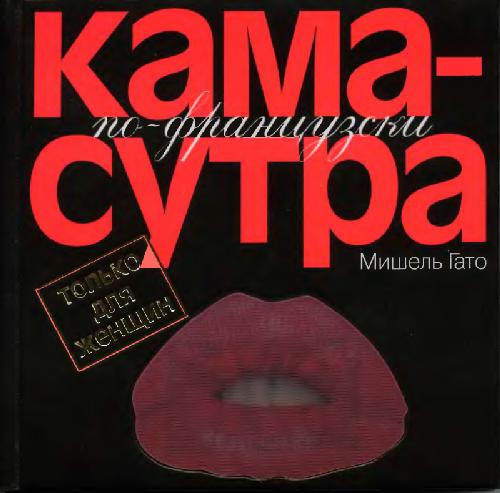 кама-
по-французски
сутра
Мишель Гато
ТОЛЬКО
ДЛЯ
ЖЕНЩИН